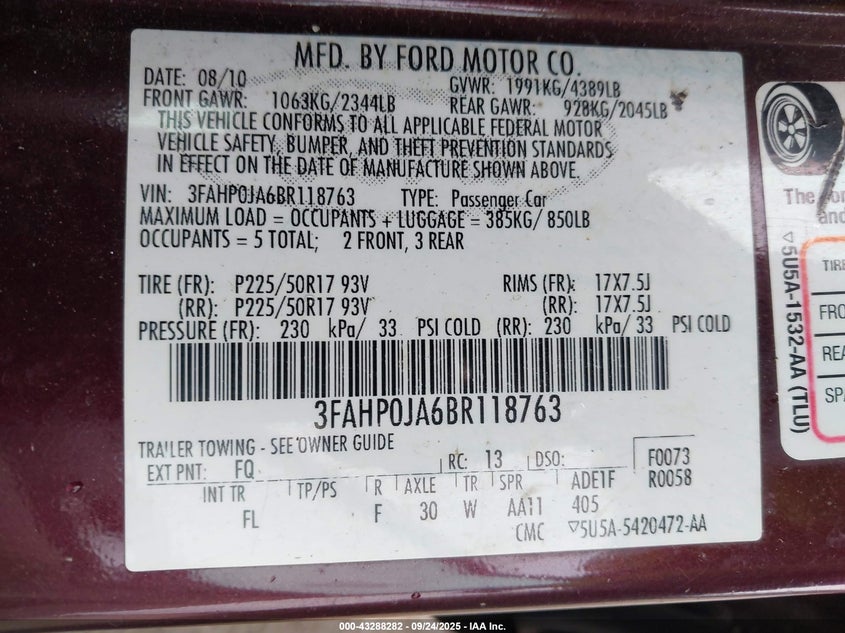 MFD. BY FORD MOTOR CO.
DATE: 08/10 GVWR: 1991KG/4389LB
FRONT GAWR: 1063KG/2344LB REAR GAWR: 928KG/2045LB
THIS VEHICLE CONFORMS TO ALL APPLICABLE FEDERAL MOTOR
VEHICLE SAFETY, BUMPER, AND THEFT PREVENTION STANDARDS
IN EFFECT ON THE DATE OF MANUFACTURE SHOWN ABOVE.
VIN: 3FAHP0JA6BR118763 TYPE: Passenger Car
MAXIMUM LOAD = OCCUPANTS + LUGGAGE = 385KG/ 850LB
OCCUPANTS = 5 TOTAL; 2 FRONT, 3 REAR
TIRE (FR): P225/50R17 93V RIMS (FR): 17X7.5J
(RR): P225/50R17 93V (RR): 17X7.5J
PRESSURE (FR): 230 kPa/ 33 PSI COLD (RR): 230 kPa/ 33 PSI COLD
3FAHP0JA6BR118763
TRAILER TOWING - SEE OWNER GUIDE
EXT PNT: FQ RC: 13 DSO: F0073
INT TR TP/PS R AXLE TR SPR ADE1F R0058
FL F 30 W AA11 405
CMC ▽5U5A-5420472-AA
The
and
▽5U5A-1532-AA (TLU)
TIRE
FRO
REA
SPA
000-43288282 - 09/24/2025 - IAA Inc.